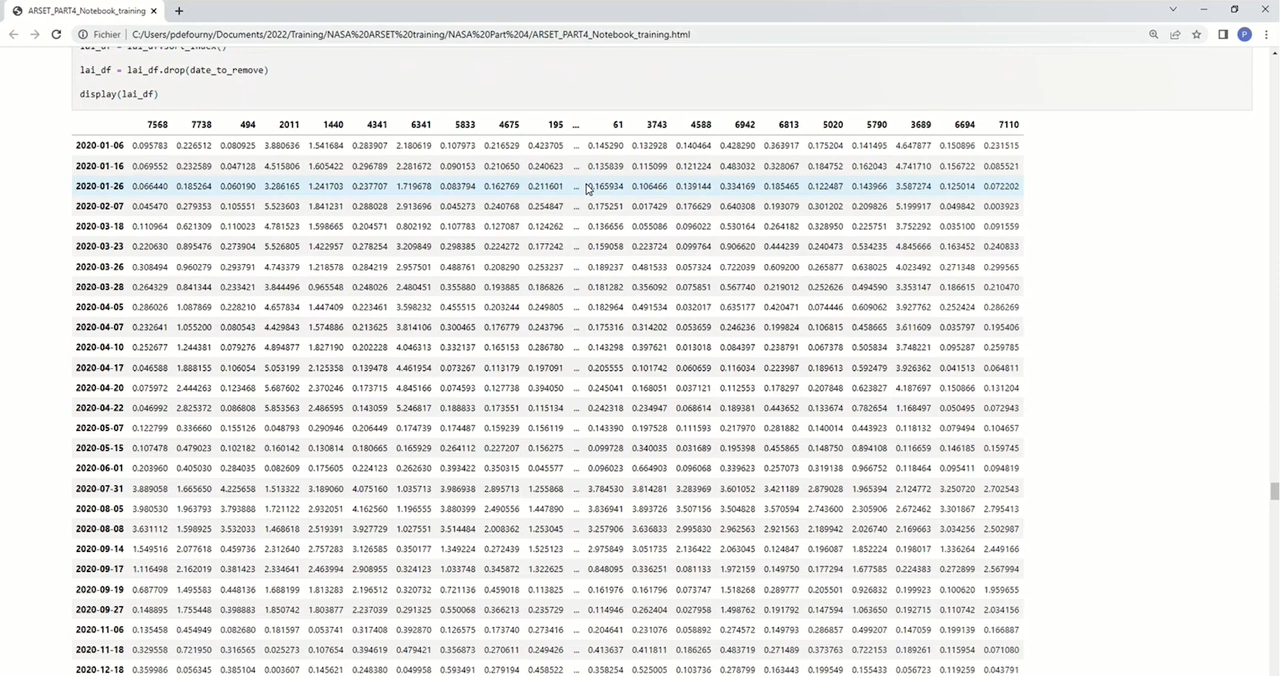 ARSET_PART4_Notebook_training
Fichier C:/Users/pdefourny/Documents/2022/Training/NASA%20ARSET%20training/NASA%20Part%204/ARSET_PART4_Notebook_training.html
P
lai_df = lai_df.sort_index()
lai_df = lai_df.drop(date_to_remove)
display(lai_df)
7568 7738 494 2011 1440 4341 6341 5833 4675 195 ... 61 3743 4588 6942 6813 5020 5790 3689 6694 7110
2020-01-06 0.095783 0.226512 0.080925 3.880636 1.541684 0.283907 2.180619 0.107973 0.216529 0.423705 ... 0.145290 0.132928 0.140464 0.428290 0.363917 0.175204 0.141495 4.647877 0.150896 0.231515
2020-01-16 0.069552 0.232589 0.047128 4.515806 1.605422 0.296789 2.281672 0.090153 0.210650 0.240623 ... 0.135839 0.115099 0.121224 0.483032 0.328067 0.184752 0.162043 4.741710 0.156722 0.085521
2020-01-26 0.066440 0.185264 0.060190 3.286165 1.241703 0.237707 1.719678 0.083794 0.162769 0.211601 ... 0.165934 0.106466 0.139144 0.334169 0.185465 0.122487 0.143966 3.587274 0.125014 0.072202
2020-02-07 0.045470 0.279353 0.105551 5.523603 1.841231 0.288028 2.913696 0.045273 0.240768 0.254847 ... 0.175251 0.017429 0.176629 0.640308 0.193079 0.301202 0.209826 5.199917 0.049842 0.003923
2020-03-18 0.110964 0.621309 0.110023 4.781523 1.598665 0.204571 0.802192 0.107783 0.127087 0.124262 ... 0.136656 0.055086 0.096022 0.530164 0.264182 0.328950 0.225751 3.752292 0.035100 0.091559
2020-03-23 0.220630 0.895476 0.273904 5.526805 1.422957 0.278254 3.209849 0.298385 0.224272 0.177242 ... 0.159058 0.223724 0.099764 0.906620 0.444239 0.240473 0.534235 4.845666 0.163452 0.240833
2020-03-26 0.308494 0.960279 0.293791 4.743379 1.218578 0.284219 2.957501 0.488761 0.208290 0.253237 ... 0.189237 0.481533 0.057324 0.722039 0.609200 0.265877 0.638025 4.023492 0.271348 0.299565
2020-03-28 0.264329 0.841344 0.233421 3.844496 0.965548 0.248026 2.480451 0.355880 0.193885 0.186826 ... 0.181282 0.356092 0.075851 0.567740 0.219012 0.252626 0.494590 3.353147 0.186615 0.210470
2020-04-05 0.286026 1.087869 0.228210 4.657834 1.447409 0.223461 3.598232 0.455515 0.203244 0.249805 ... 0.182964 0.491534 0.032017 0.635177 0.420471 0.074446 0.609062 3.927762 0.252424 0.286269
2020-04-07 0.232641 1.055200 0.080543 4.429843 1.574886 0.213625 3.814106 0.300465 0.176779 0.243796 ... 0.175316 0.314202 0.053659 0.246236 0.199824 0.106815 0.458665 3.611609 0.035797 0.195406
2020-04-10 0.252677 1.244381 0.079276 4.894877 1.827190 0.202228 4.046313 0.332137 0.165153 0.286780 ... 0.143298 0.397621 0.013018 0.084397 0.238791 0.067378 0.505834 3.748221 0.095287 0.259785
2020-04-17 0.046588 1.888155 0.106054 5.053199 2.125358 0.139478 4.461954 0.073267 0.113179 0.197091 ... 0.205555 0.101742 0.060659 0.116034 0.223987 0.189613 0.592479 3.926362 0.041513 0.064811
2020-04-20 0.075972 2.444263 0.123468 5.687602 2.370246 0.173715 4.845166 0.074593 0.127738 0.394050 ... 0.245041 0.168051 0.037121 0.112553 0.178297 0.207848 0.623827 4.187697 0.150866 0.131204
2020-04-22 0.046992 2.825372 0.086808 5.853563 2.486595 0.143059 5.246817 0.188833 0.173551 0.115134 ... 0.242318 0.234947 0.068614 0.189381 0.443652 0.133674 0.782654 1.168497 0.050495 0.072943
2020-05-07 0.122799 0.336660 0.155126 0.048793 0.290946 0.206449 0.174739 0.174487 0.159239 0.156119 ... 0.143390 0.197528 0.111593 0.217970 0.281882 0.140014 0.443923 0.118132 0.079494 0.104657
2020-05-15 0.107478 0.479023 0.102182 0.160142 0.130814 0.180665 0.165929 0.264112 0.227207 0.156275 ... 0.099728 0.340035 0.031689 0.195398 0.455865 0.148750 0.894108 0.116659 0.146185 0.159745
2020-06-01 0.203960 0.405030 0.284035 0.082609 0.175605 0.224123 0.262630 0.393422 0.350315 0.045577 ... 0.096023 0.664903 0.096068 0.339623 0.257073 0.319138 0.966752 0.118464 0.095411 0.094819
2020-07-31 3.889058 1.665650 4.225658 1.513322 3.189060 4.075160 1.035713 3.986938 2.895713 1.255868 ... 3.784530 3.814281 3.283969 3.601052 3.421189 2.879028 1.965394 2.124772 3.250720 2.702543
2020-08-05 3.980530 1.963793 3.793888 1.721122 2.932051 4.162560 1.196555 3.880399 2.490556 1.447890 ... 3.836941 3.893726 3.507156 3.504828 3.570594 2.743600 2.305906 2.672462 3.301867 2.795413
2020-08-08 3.631112 1.598925 3.532033 1.468618 2.519391 3.927729 1.027551 3.514484 2.008362 1.253045 ... 3.257906 3.636833 2.995830 2.962563 2.921563 2.189942 2.026740 2.169663 3.034256 2.502987
2020-09-14 1.549516 2.077618 0.459736 2.312640 2.757283 3.126585 0.350177 1.349224 0.272439 1.525123 ... 2.975849 3.051735 2.136422 2.063045 0.124847 0.196087 1.852224 0.198017 1.336264 2.449166
2020-09-17 1.116498 2.162019 0.381423 2.334641 2.463994 2.908955 0.324123 1.033748 0.345872 1.322625 ... 0.848095 0.336251 0.081133 1.972159 0.149750 0.177294 1.677585 0.224383 0.272899 2.567994
2020-09-19 0.687709 1.495583 0.448136 1.688199 1.813283 2.196512 0.320732 0.721136 0.459018 0.113825 ... 0.161976 0.161796 0.073747 1.518268 0.289777 0.205501 0.926832 0.199923 0.100620 1.959655
2020-09-27 0.148895 1.755448 0.398883 1.850742 1.803877 2.237039 0.291325 0.550068 0.366213 0.235729 ... 0.114946 0.262404 0.027958 1.498762 0.191792 0.147594 1.063650 0.192715 0.110742 2.034156
2020-11-06 0.135458 0.454949 0.082680 0.181597 0.053741 0.317408 0.392870 0.126575 0.173740 0.273416 ... 0.204641 0.231076 0.058892 0.274572 0.149793 0.286857 0.499207 0.147059 0.199139 0.166887
2020-11-18 0.329558 0.721950 0.316565 0.025273 0.107654 0.394619 0.479421 0.356873 0.270611 0.249426 ... 0.413637 0.411811 0.186265 0.483719 0.271489 0.373763 0.722153 0.189261 0.115954 0.071080
2020-12-18 0.359986 0.056345 0.385104 0.003607 0.145621 0.248380 0.049958 0.593491 0.279194 0.458522 ... 0.358254 0.525005 0.103736 0.278799 0.163443 0.199549 0.155433 0.056723 0.119259 0.043791